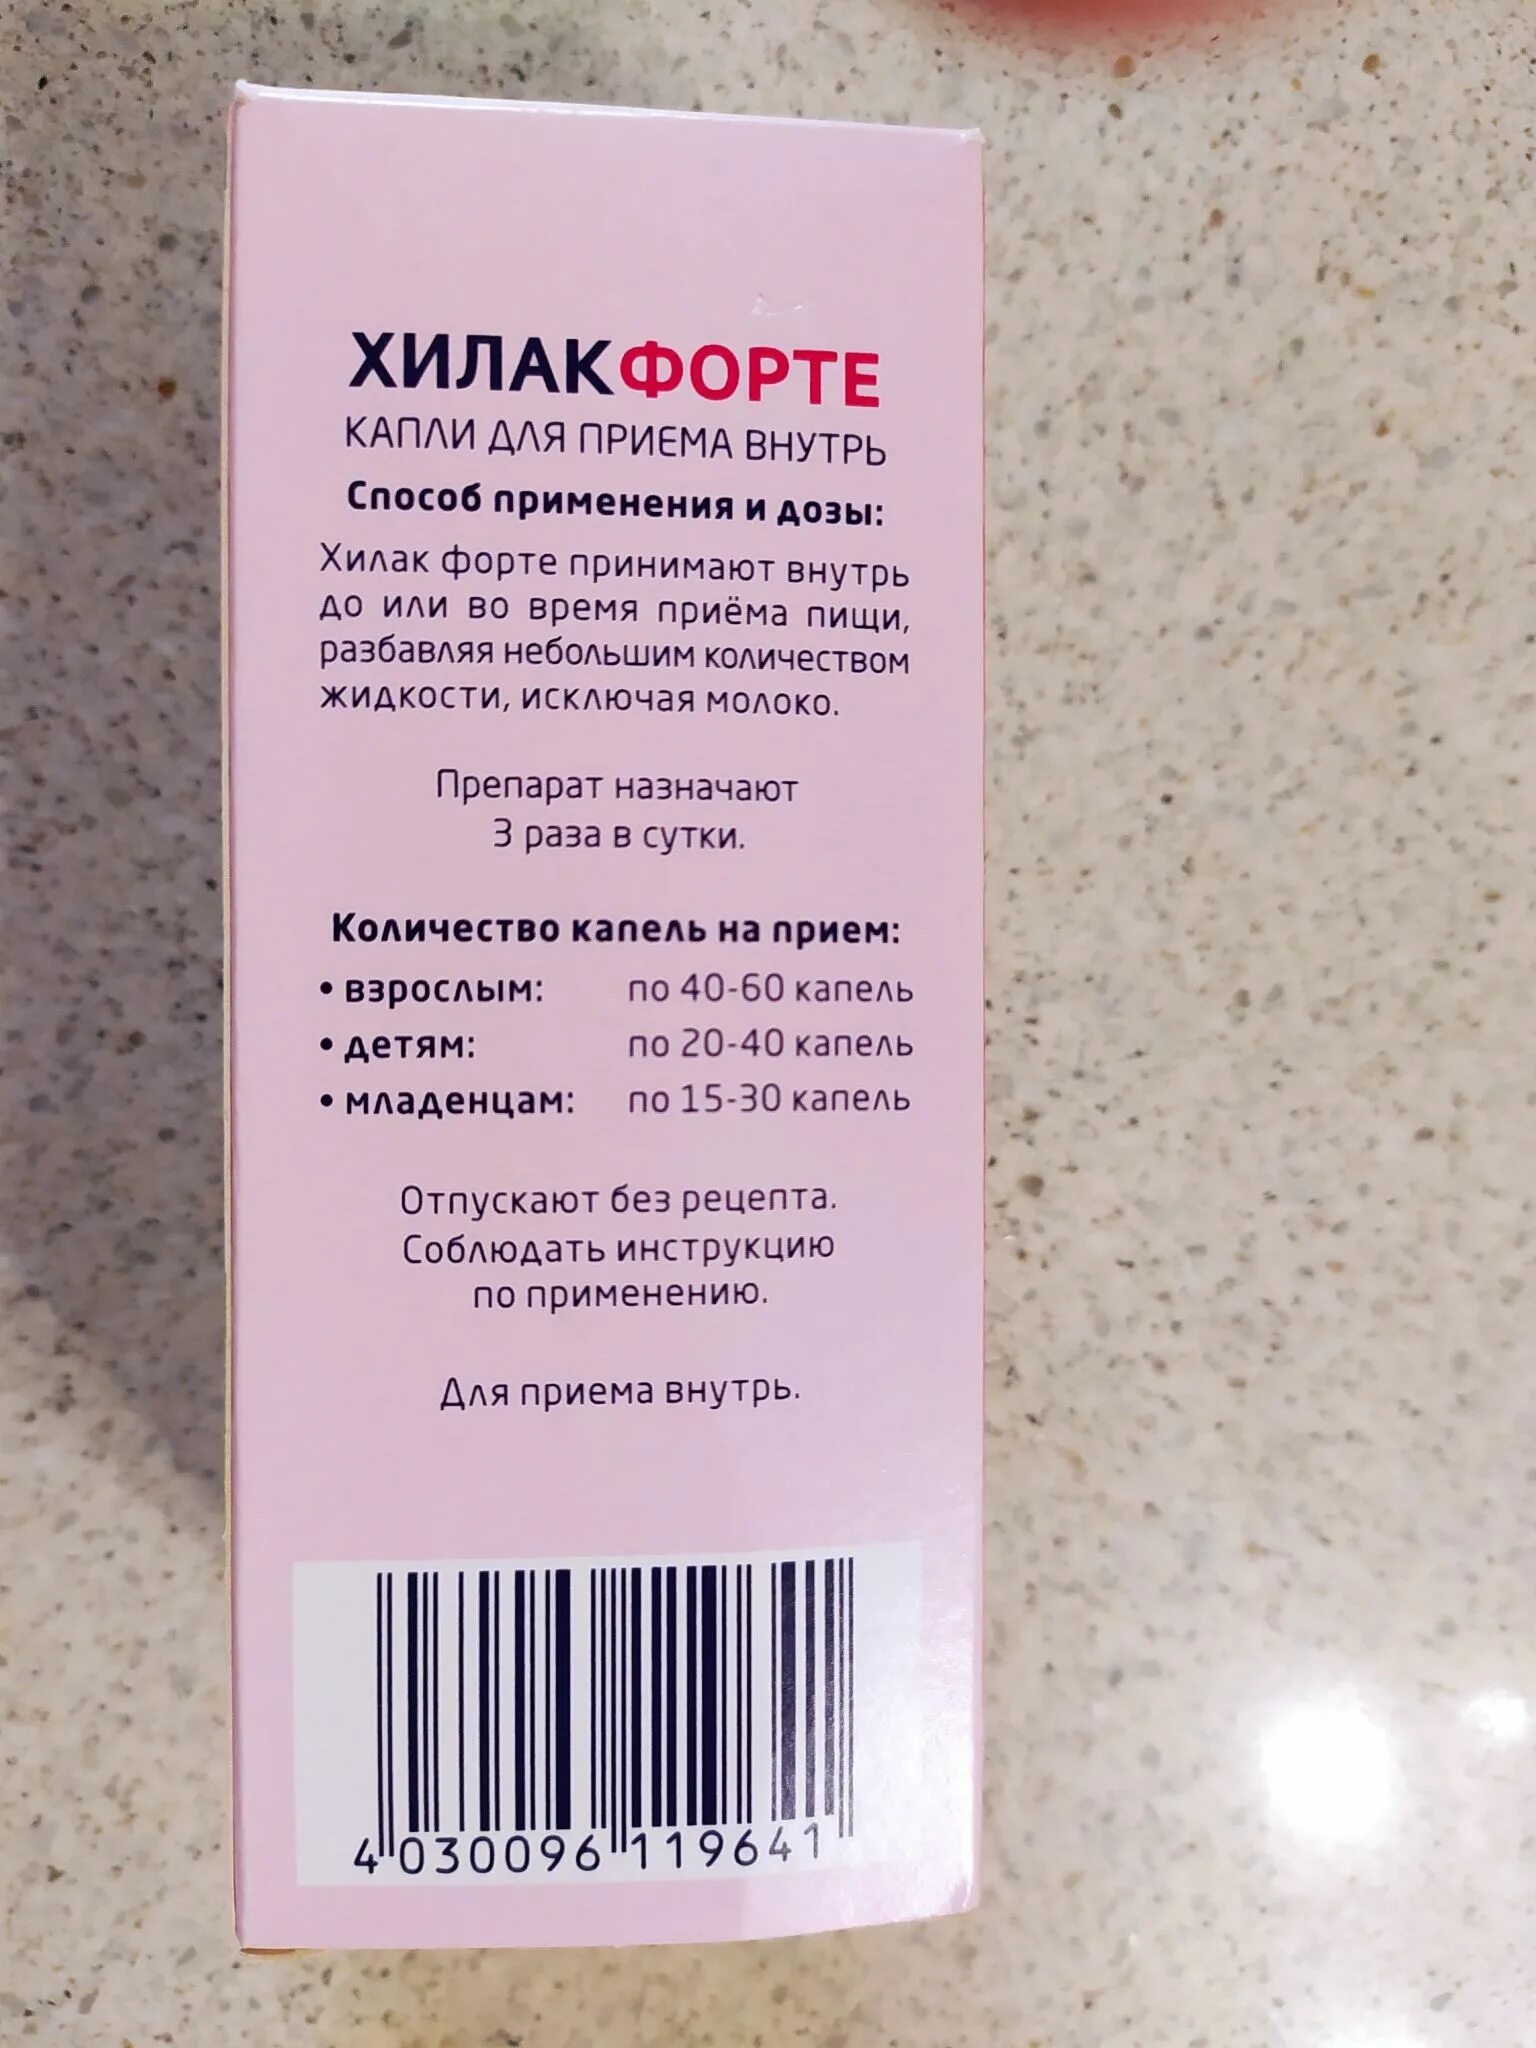 ХИЛАК ФОРТЕ
КАПЛИ ДЛЯ ПРИЕМА ВНУТРЬ
Способ применения и дозы:
Хилак форте принимают внутрь
до или во время приёма пищи,
разбавляя небольшим количеством
жидкости, исключая молоко.
Препарат назначают
3 раза в сутки.
Количество капель на прием:
• взрослым: по 40-60 капель
• детям: по 20-40 капель
• младенцам: по 15-30 капель
Отпускают без рецепта.
Соблюдать инструкцию
по применению.
Для приема внутрь.
4 030096 119641